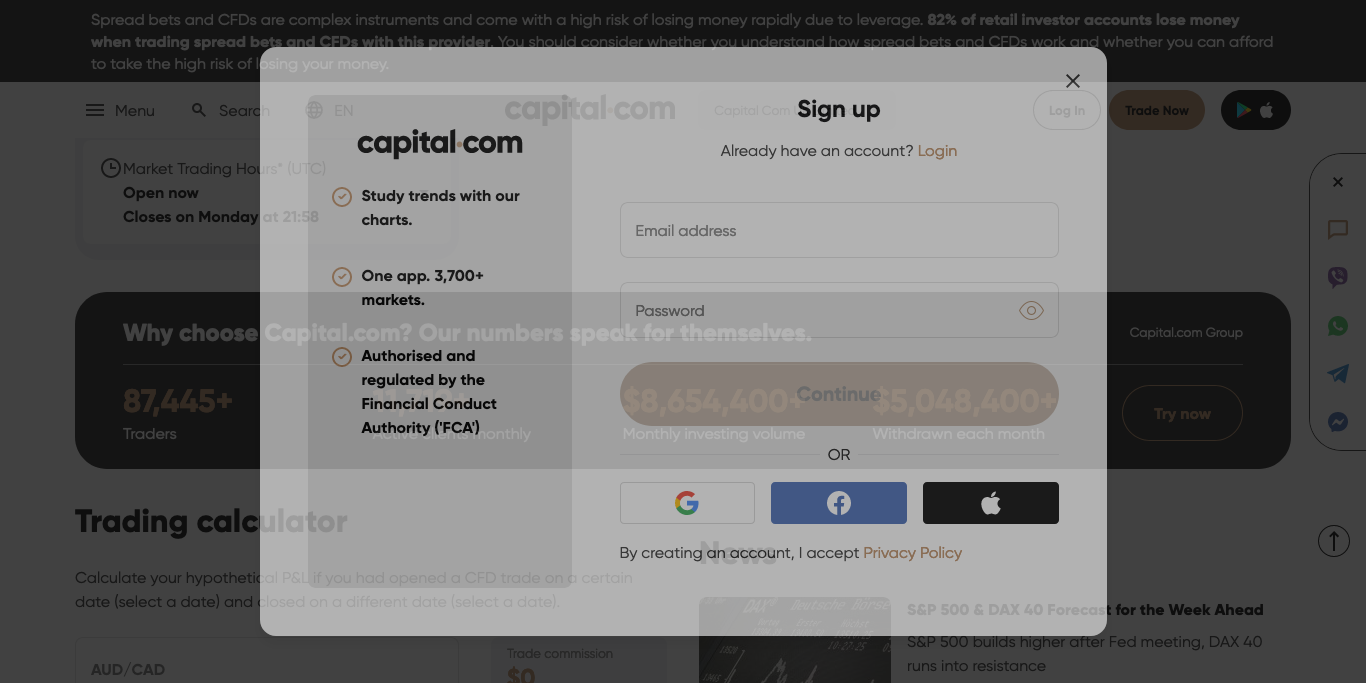 Spread bets and CFDs are complex instruments and come with a high risk of losing money rapidly due to leverage. 82% of retail investor accounts lose money
when trading spread bets and CFDs with this provider. You should consider whether you understand how spread bets and CFDs work and whether you can afford
to take the high risk of losing your money.
Menu
Search
EN
capital.com
Capital Com
Log In
Trade Now
Market Trading Hours* (UTC)
Open now
Closes on Monday at 21:58
capital.com
Study trends with our
charts.
One app. 3,700+
markets.
Authorised and
regulated by the
Financial Conduct
Authority ('FCA')
Sign up
Already have an account? Login
Email address
Password
Continue
OR
By creating an account, I accept Privacy Policy
Why choose Capital.com? Our numbers speak for themselves.
Capital.com Group
87,445+
Traders
Active clients monthly
$8,654,400+
Monthly investing volume
$5,048,400+
Withdrawn each month
Try now
Trading calculator
Calculate your hypothetical P&L if you had opened a CFD trade on a certain
date (select a date) and closed on a different date (select a date).
AUD/CAD
Trade commission
$0
News
DAX
Deutsche Börse
S&P 500 & DAX 40 Forecast for the Week Ahead
S&P 500 builds higher after Fed meeting, DAX 40
runs into resistance